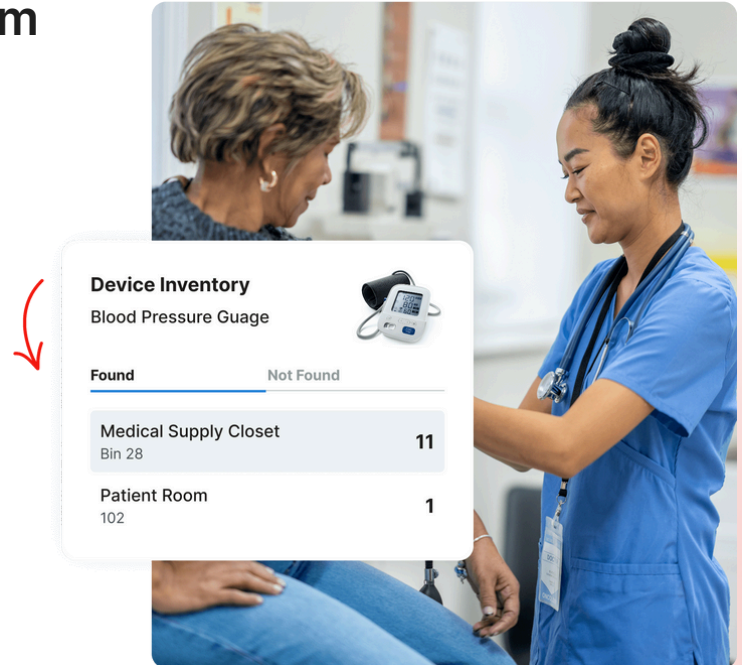 m
Device Inventory
Blood Pressure Guage
Found Not Found
Medical Supply Closet 11
Bin 28
Patient Room 1
102